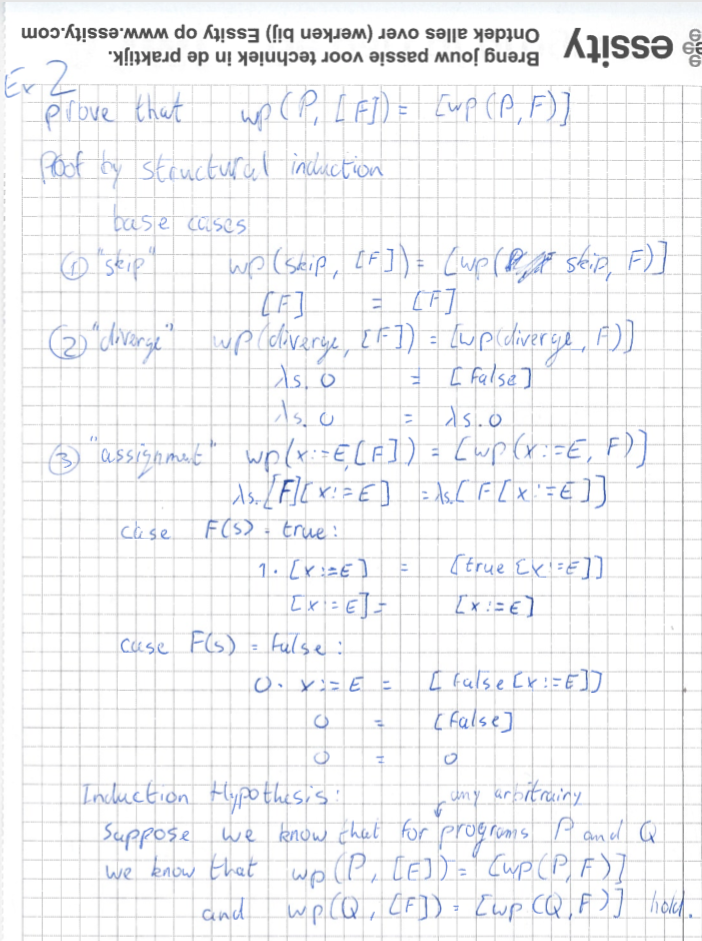 Breng jouw passie voor techniek in de praktijk.
Ontdek alles over (werken bij) Essity op www.essity.com
essity
Ex 2
prove that wp(P, [F]) = [wp(P,F)]
Proof by structural induction
base cases
① "skip" wp(skip, [F]) = [wp(skip, F)]
[F] = [F]
② "diverge" wp(diverge, [F]) = [wp(diverge, F)]
λs. 0 = [false]
λs. 0 = λs. 0
③ "assignment" wp(x:=E,[F]) = [wp(x:=E, F)]
λs.[F][x:=E] = λs.[F[x:=E]]
case F(s) = true:
1·[x:=E] = [true[x:=E]]
[x:=E] = [x:=E]
case F(s) = false:
0· x:=E = [false[x:=E]]
0 = [false]
0 = 0
Induction Hypothesis: any arbitrairy
Suppose we know that for programs P and Q
we know that wp(P, [F]) = [wp(P,F)]
and wp(Q, [F]) = [wp(Q,F)] hold.